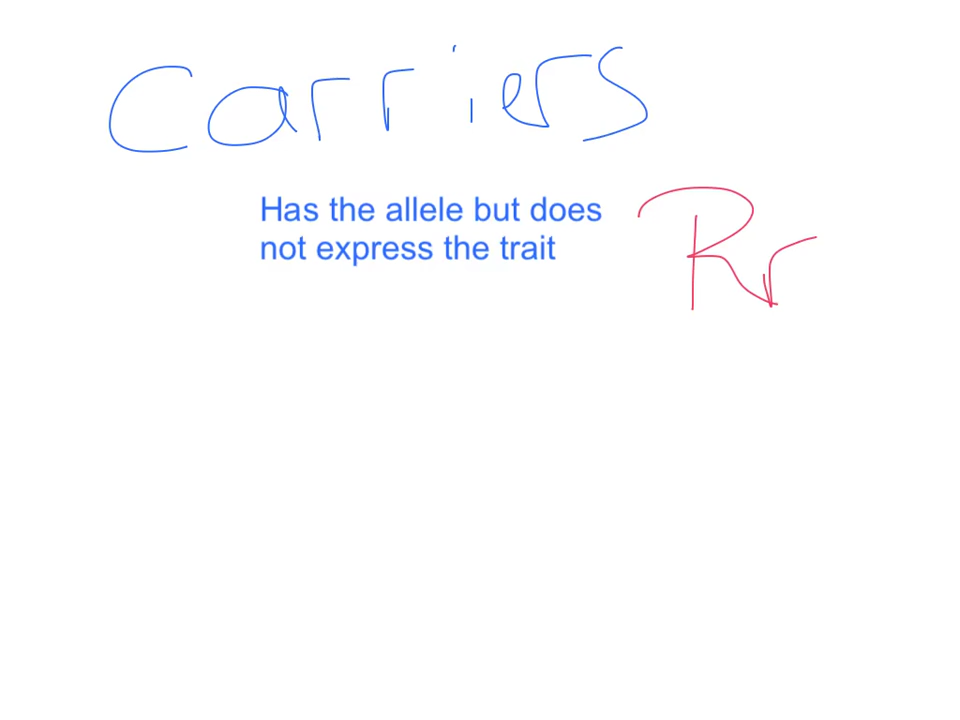 Carriers
Has the allele but does
not express the trait
Rr